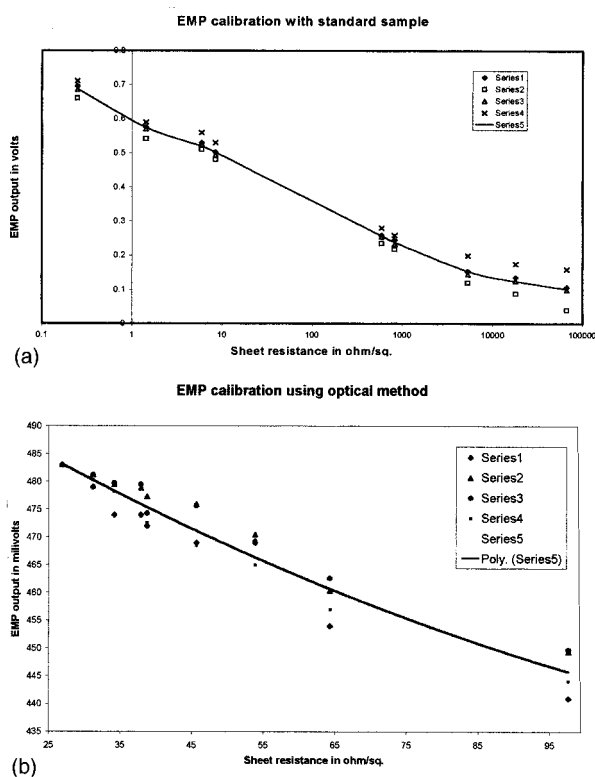 EMP calibration with standard sample
0.8
0.7
0.6
0.5
0.4
0.3
0.2
0.1
0
EMP output in volts
Series1
Series2
Series3
Series4
Series5
0.1 1 10 100 1000 10000 100000
Sheet resistance in ohm/sq.
(a)
EMP calibration using optical method
490
485
480
475
470
465
460
455
450
445
440
435
EMP output in milivolts
Series1
Series2
Series3
Series4
Series5
Poly. (Series5)
25 35 45 55 65 75 85 95
Sheet resistance in ohm/sq.
(b)